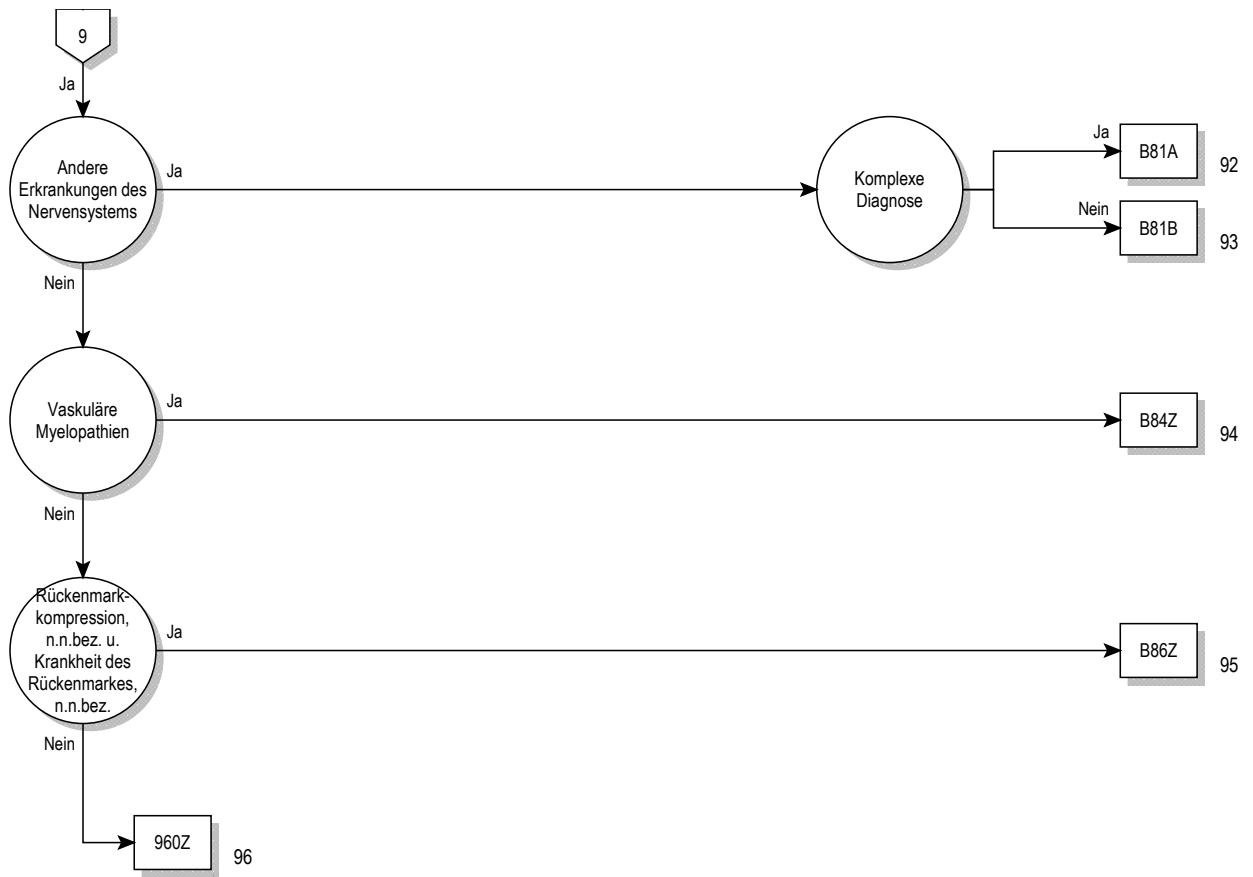 9
Ja
Andere
Erkrankungen des
Nervensystems
Ja
Komplexe
Diagnose
Ja
B81A
92
Nein
B81B
93
Nein
Vaskuläre
Myelopathien
Ja
B84Z
94
Nein
Rückenmark-
kompression,
n.n.bez. u.
Krankheit des
Rückenmarkes,
n.n.bez.
Ja
B86Z
95
Nein
960Z
96